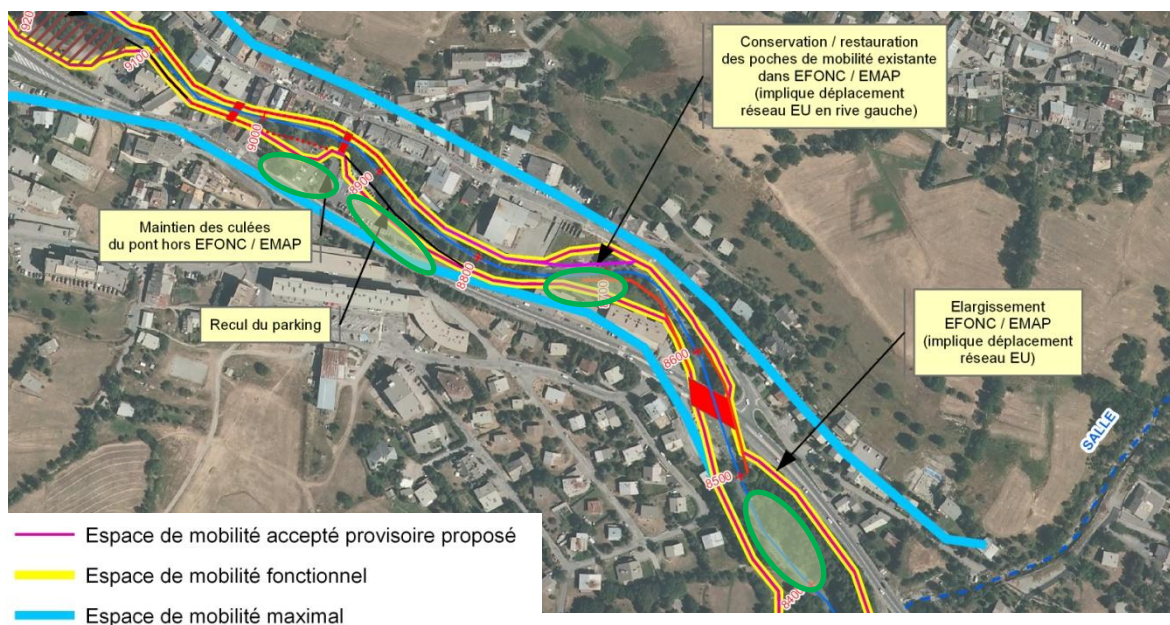 9200
9100
9000
8900
8800
8700
8600
8500
8400
Conservation / restauration
des poches de mobilité existante
dans EFONC / EMAP
(implique déplacement
réseau EU en rive gauche)
Maintien des culées
du pont hors EFONC / EMAP
Recul du parking
Elargissement
EFONC / EMAP
(implique déplacement
réseau EU)
SALLE
Espace de mobilité accepté provisoire proposé
Espace de mobilité fonctionnel
Espace de mobilité maximal